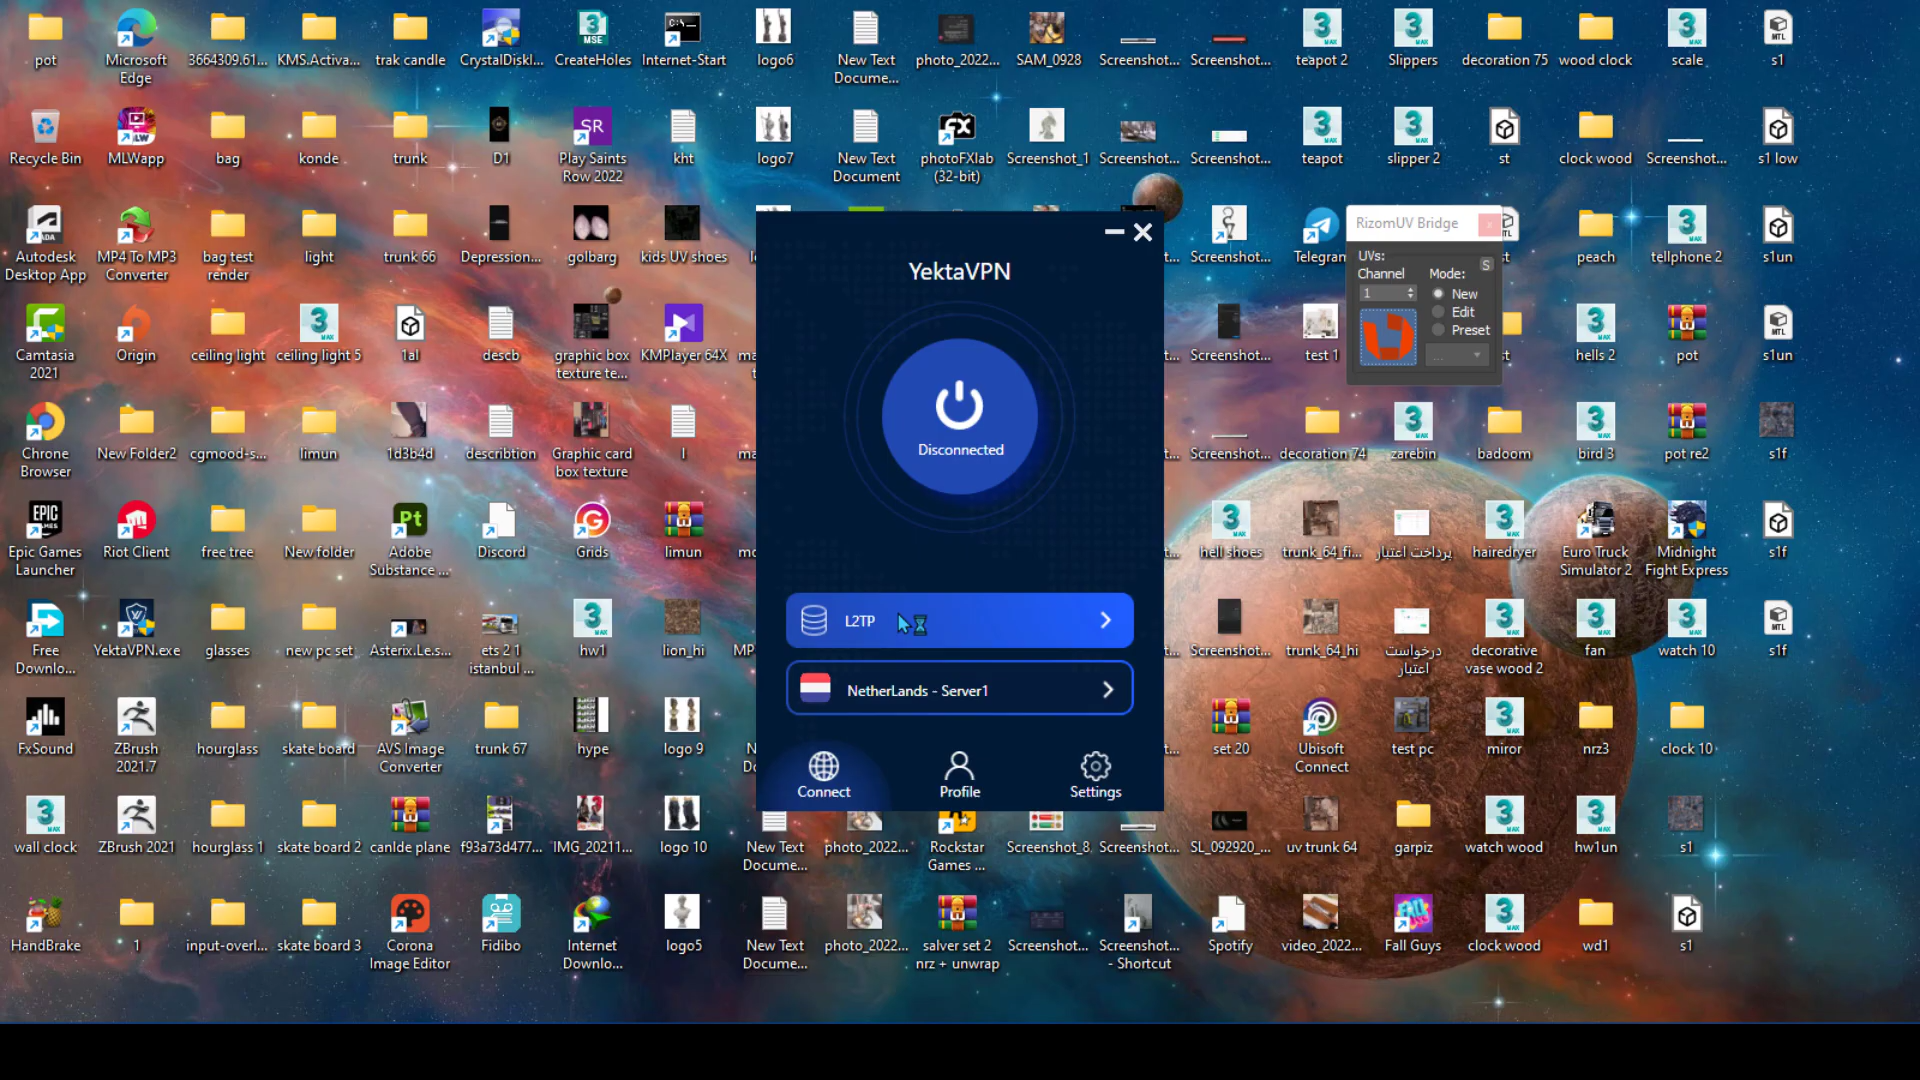 pot
Microsoft
Edge
3664309.61...
KMS.Activa...
trak candle
CrystalDiskI...
CreateHoles
Internet-Start
logo6
New Text
Docume...
photo_2022...
SAM_0928
Screenshot...
Screenshot...
teapot 2
Slippers
decoration 75
wood clock
scale
s1
Recycle Bin
MLWapp
bag
konde
trunk
D1
Play Saints
Row 2022
kht
logo7
New Text
Document
photoFXlab
(32-bit)
Screenshot_1
Screenshot...
Screenshot...
teapot
slipper 2
st
clock wood
Screenshot...
s1 low
Autodesk
Desktop App
MP4 To MP3
Converter
bag test
render
light
trunk 66
Depression...
golbarg
kids UV shoes
Screenshot...
Telegran
peach
tellphone 2
s1un
Camtasia
2021
Origin
ceiling light
ceiling light 5
1al
descb
graphic box
texture te...
KMPlayer 64X
Screenshot...
test 1
hells 2
pot
s1un
Chrome
Browser
New Folder2
cgmood-s...
limun
1d3b4d
describtion
Graphic card
box texture
Screenshot...
decoration 74
zarebin
badoom
bird 3
pot re2
s1f
Epic Games
Launcher
Riot Client
free tree
New folder
Adobe
Substance ...
Discord
Grids
limun
hell shoes
trunk_64_fi...
پرداخت اعتبار
hairedryer
Euro Truck
Simulator 2
Midnight
Fight Express
s1f
Free
Downlo...
YektaVPN.exe
glasses
new pc set
Asterix.Le.s...
ets 2 1
istanbul ...
hw1
lion_hi
Screenshot...
trunk_64_hi
درخواست
اعتبار
decorative
vase wood 2
fan
watch 10
s1f
FxSound
ZBrush
2021.7
hourglass
skate board
AVS Image
Converter
trunk 67
hype
logo 9
set 20
Ubisoft
Connect
test pc
miror
nrz3
clock 10
wall clock
ZBrush 2021
hourglass 1
skate board 2
canlde plane
f93a73d477...
IMG_20211...
logo 10
New Text
Docume...
photo_2022...
Rockstar
Games ...
Screenshot_8
Screenshot...
SL_092920_...
uv trunk 64
garpiz
watch wood
hw1un
s1
HandBrake
1
input-overl...
skate board 3
Corona
Image Editor
Fidibo
Internet
Downlo...
logo5
New Text
Docume...
photo_2022...
salver set 2
nrz + unwrap
Screenshot...
Screenshot...
- Shortcut
Spotify
video_2022...
Fall Guys
clock wood
wd1
s1
YektaVPN
Disconnected
L2TP
NetherLands - Server1
Connect
Profile
Settings
RizomUV Bridge
UVs:
S
Channel
Mode:
1
New
Edit
Preset
...